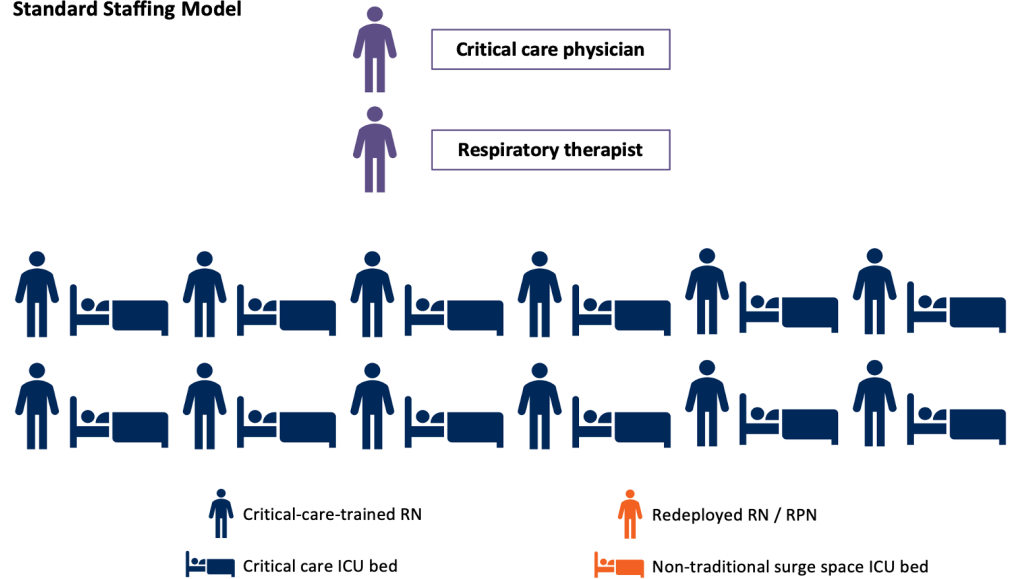 Standard Staffing Model
Critical care physician
Respiratory therapist
Critical-care-trained RN
Redeployed RN / RPN
Critical care ICU bed
Non-traditional surge space ICU bed